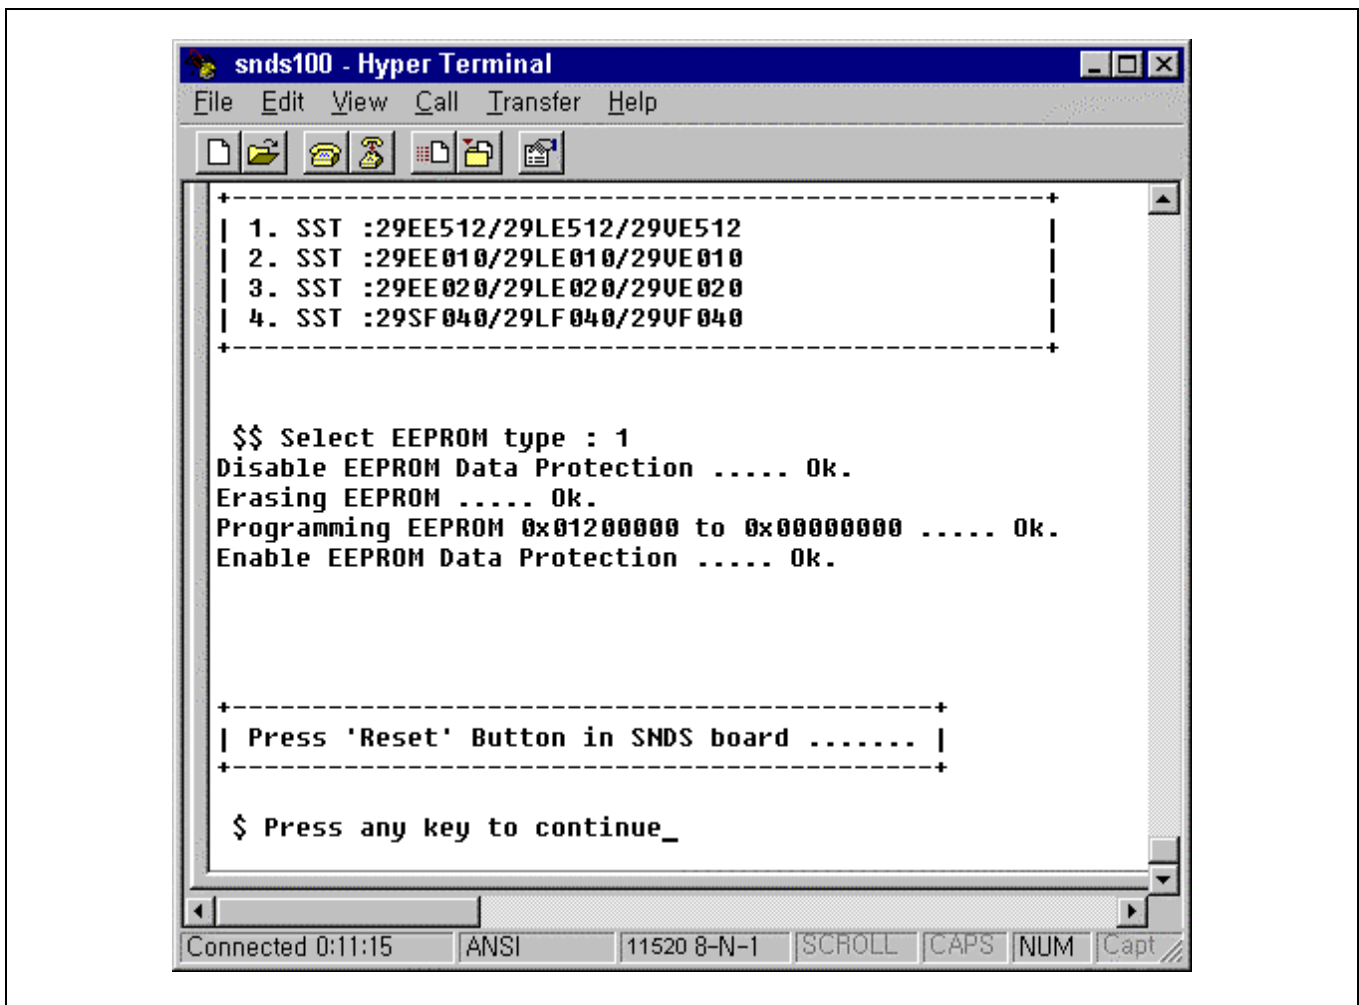 snds100 - Hyper Terminal
File Edit View Call Transfer Help
+----------------------------------------------------+
| 1. SST :29EE512/29LE512/29VE512 |
| 2. SST :29EE010/29LE010/29VE010 |
| 3. SST :29EE020/29LE020/29VE020 |
| 4. SST :29SF040/29LF040/29VF040 |
+----------------------------------------------------+
$$ Select EEPROM type : 1
Disable EEPROM Data Protection ..... Ok.
Erasing EEPROM ..... Ok.
Programming EEPROM 0x01200000 to 0x00000000 ..... Ok.
Enable EEPROM Data Protection ..... Ok.
+--------------------------------------------+
| Press 'Reset' Button in SNDS board ....... |
+--------------------------------------------+
$ Press any key to continue_
Connected 0:11:15 ANSI 11520 8-N-1 SCROLL CAPS NUM Capt